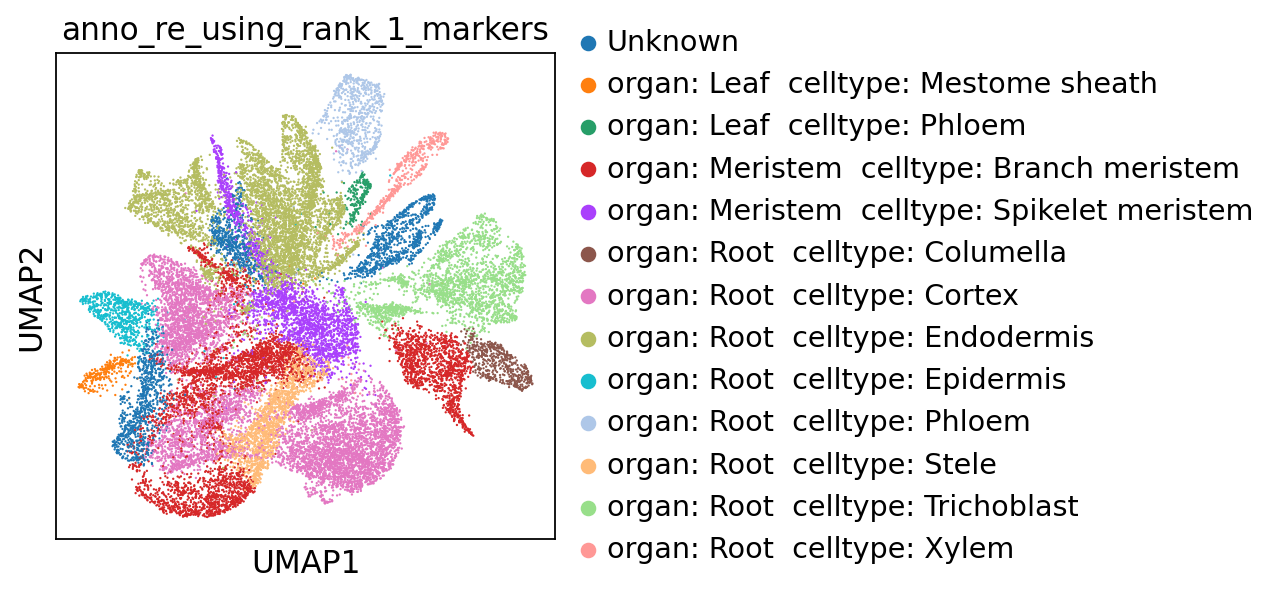 anno_re_using_rank_1_markers
UMAP2
UMAP1
Unknown
organ: Leaf  celltype: Mestome sheath
organ: Leaf  celltype: Phloem
organ: Meristem  celltype: Branch meristem
organ: Meristem  celltype: Spikelet meristem
organ: Root  celltype: Columella
organ: Root  celltype: Cortex
organ: Root  celltype: Endodermis
organ: Root  celltype: Epidermis
organ: Root  celltype: Phloem
organ: Root  celltype: Stele
organ: Root  celltype: Trichoblast
organ: Root  celltype: Xylem